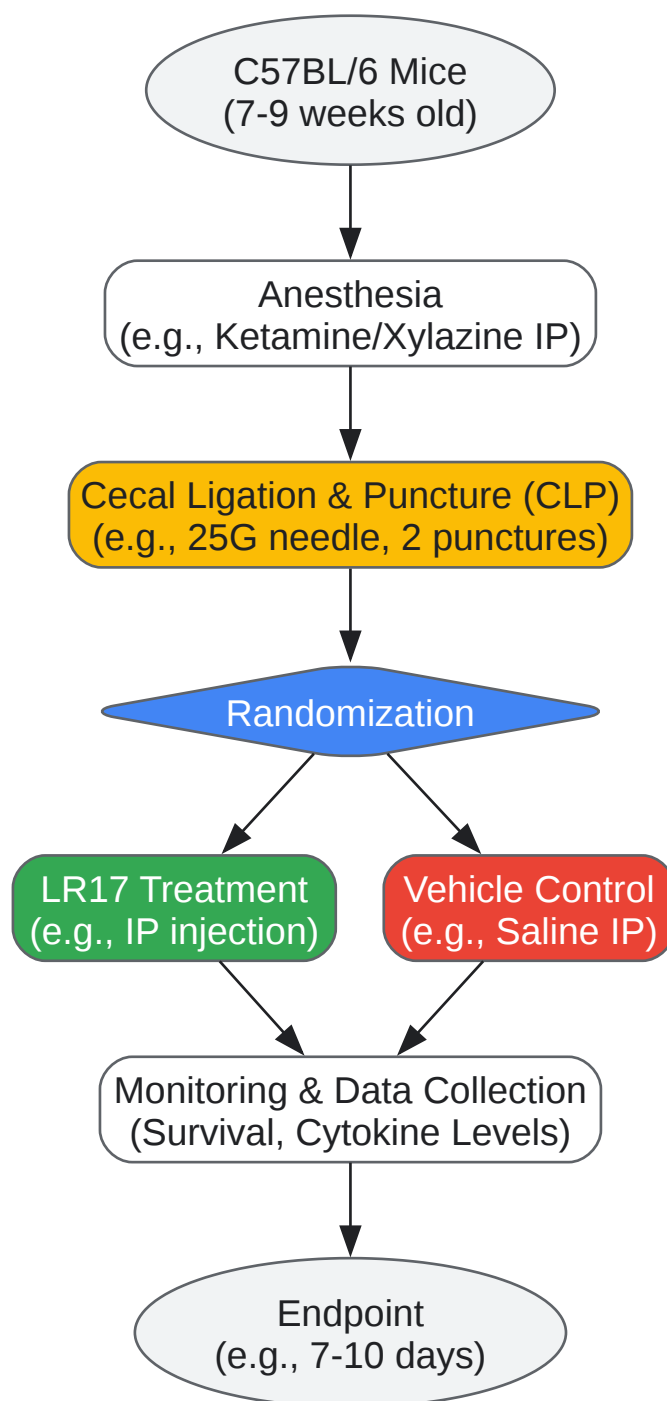 C57BL/6 Mice
(7-9 weeks old)
Anesthesia
(e.g., Ketamine/Xylazine IP)
Cecal Ligation & Puncture (CLP)
(e.g., 25G needle, 2 punctures)
Randomization
LR17 Treatment
(e.g., IP injection)
Vehicle Control
(e.g., Saline IP)
Monitoring & Data Collection
(Survival, Cytokine Levels)
Endpoint
(e.g., 7-10 days)